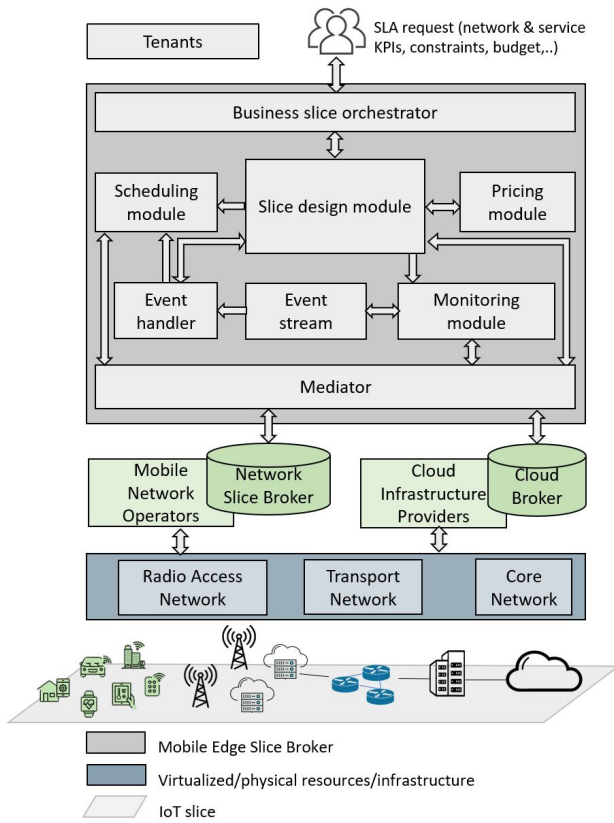 Tenants
SLA request (network & service
KPIs, constraints, budget,..)
Business slice orchestrator
Scheduling
module
Slice design module
Pricing
module
Event
handler
Event
stream
Monitoring
module
Mediator
Mobile
Network
Operators
Network
Slice Broker
Cloud
Infrastructure
Providers
Cloud
Broker
Radio Access
Network
Transport
Network
Core
Network
Mobile Edge Slice Broker
Virtualized/physical resources/infrastructure
IoT slice